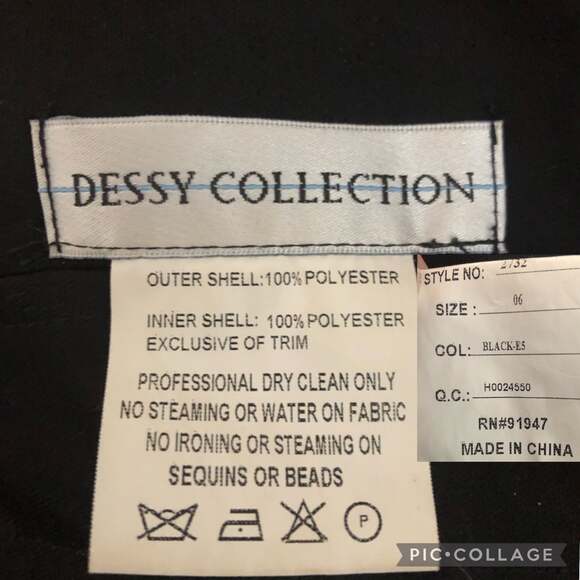 DESSY COLLECTION
OUTER SHELL:100% POLYESTER
INNER SHELL: 100% POLYESTER
EXCLUSIVE OF TRIM
PROFESSIONAL DRY CLEAN ONLY
NO STEAMING OR WATER ON FABRIC
NO IRONING OR STEAMING ON
SEQUINS OR BEADS
P
STYLE NO: 2732
SIZE : 06
COL: BLACK-E5
Q.C.: H0024550
RN#91947
MADE IN CHINA
PIC•COLLAGE